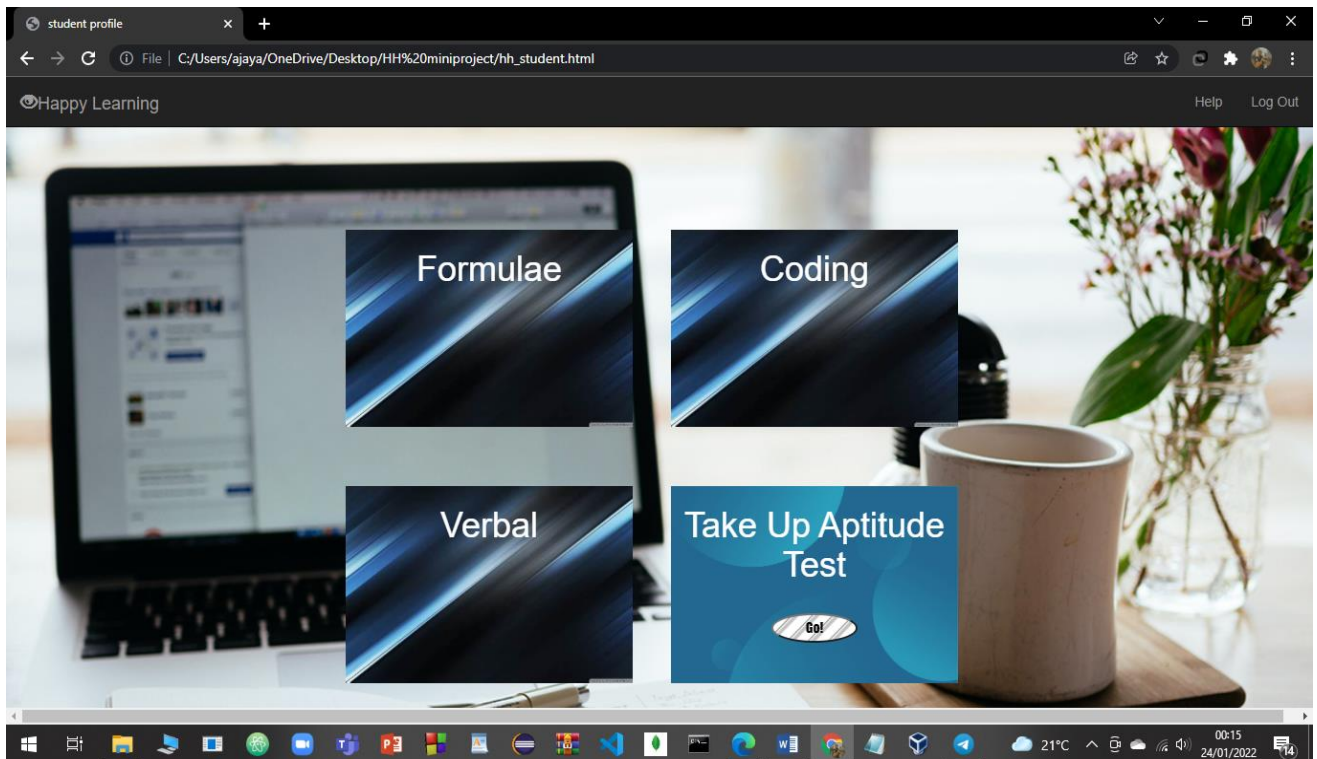 student profile
File | C:/Users/ajaya/OneDrive/Desktop/HH%20miniproject/hh_student.html
Happy Learning
Help
Log Out
Formulae
Coding
Verbal
Take Up Aptitude
Test
Go!
21°C
00:15
24/01/2022
14